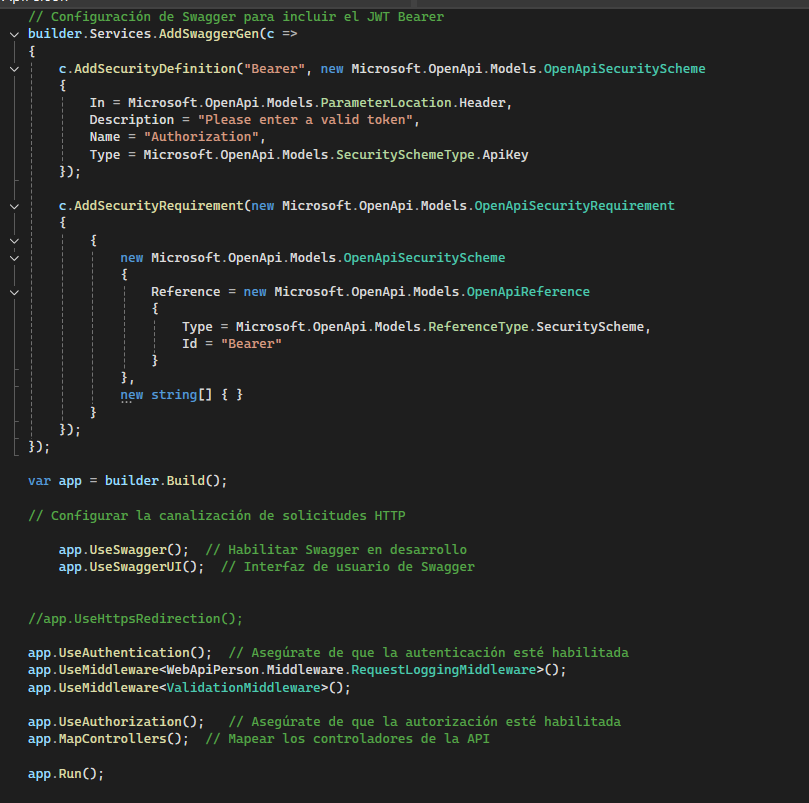 // Configuración de Swagger para incluir el JWT Bearer
builder.Services.AddSwaggerGen(c =>
{
    c.AddSecurityDefinition("Bearer", new Microsoft.OpenApi.Models.OpenApiSecurityScheme
    {
        In = Microsoft.OpenApi.Models.ParameterLocation.Header,
        Description = "Please enter a valid token",
        Name = "Authorization",
        Type = Microsoft.OpenApi.Models.SecuritySchemeType.ApiKey
    });
    c.AddSecurityRequirement(new Microsoft.OpenApi.Models.OpenApiSecurityRequirement
    {
        {
            new Microsoft.OpenApi.Models.OpenApiSecurityScheme
            {
                Reference = new Microsoft.OpenApi.Models.OpenApiReference
                {
                    Type = Microsoft.OpenApi.Models.ReferenceType.SecurityScheme,
                    Id = "Bearer"
                }
            },
            new string[] { }
        }
    });
});
var app = builder.Build();
// Configurar la canalización de solicitudes HTTP
    app.UseSwagger();  // Habilitar Swagger en desarrollo
    app.UseSwaggerUI();  // Interfaz de usuario de Swagger
//app.UseHttpsRedirection();
app.UseAuthentication();  // Asegúrate de que la autenticación esté habilitada
app.UseMiddleware<WebApiPerson.Middleware.RequestLoggingMiddleware>();
app.UseMiddleware<ValidationMiddleware>();
app.UseAuthorization();   // Asegúrate de que la autorización esté habilitada
app.MapControllers();  // Mapear los controladores de la API
app.Run();